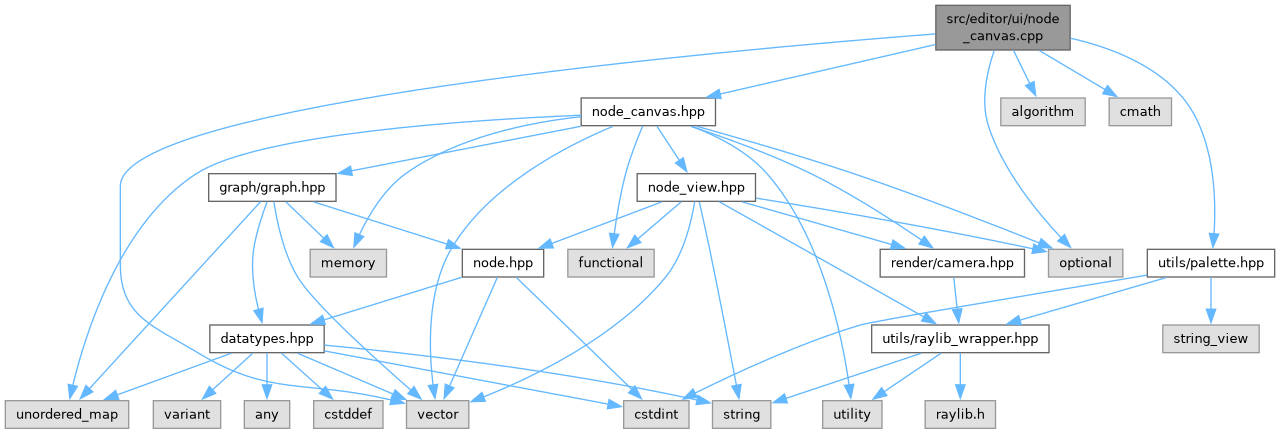 src/editor/ui/node
_canvas.cpp
node_canvas.hpp
algorithm
cmath
graph/graph.hpp
node_view.hpp
memory
node.hpp
functional
render/camera.hpp
optional
utils/palette.hpp
datatypes.hpp
utils/raylib_wrapper.hpp
string_view
unordered_map
variant
any
cstddef
vector
cstdint
string
utility
raylib.h